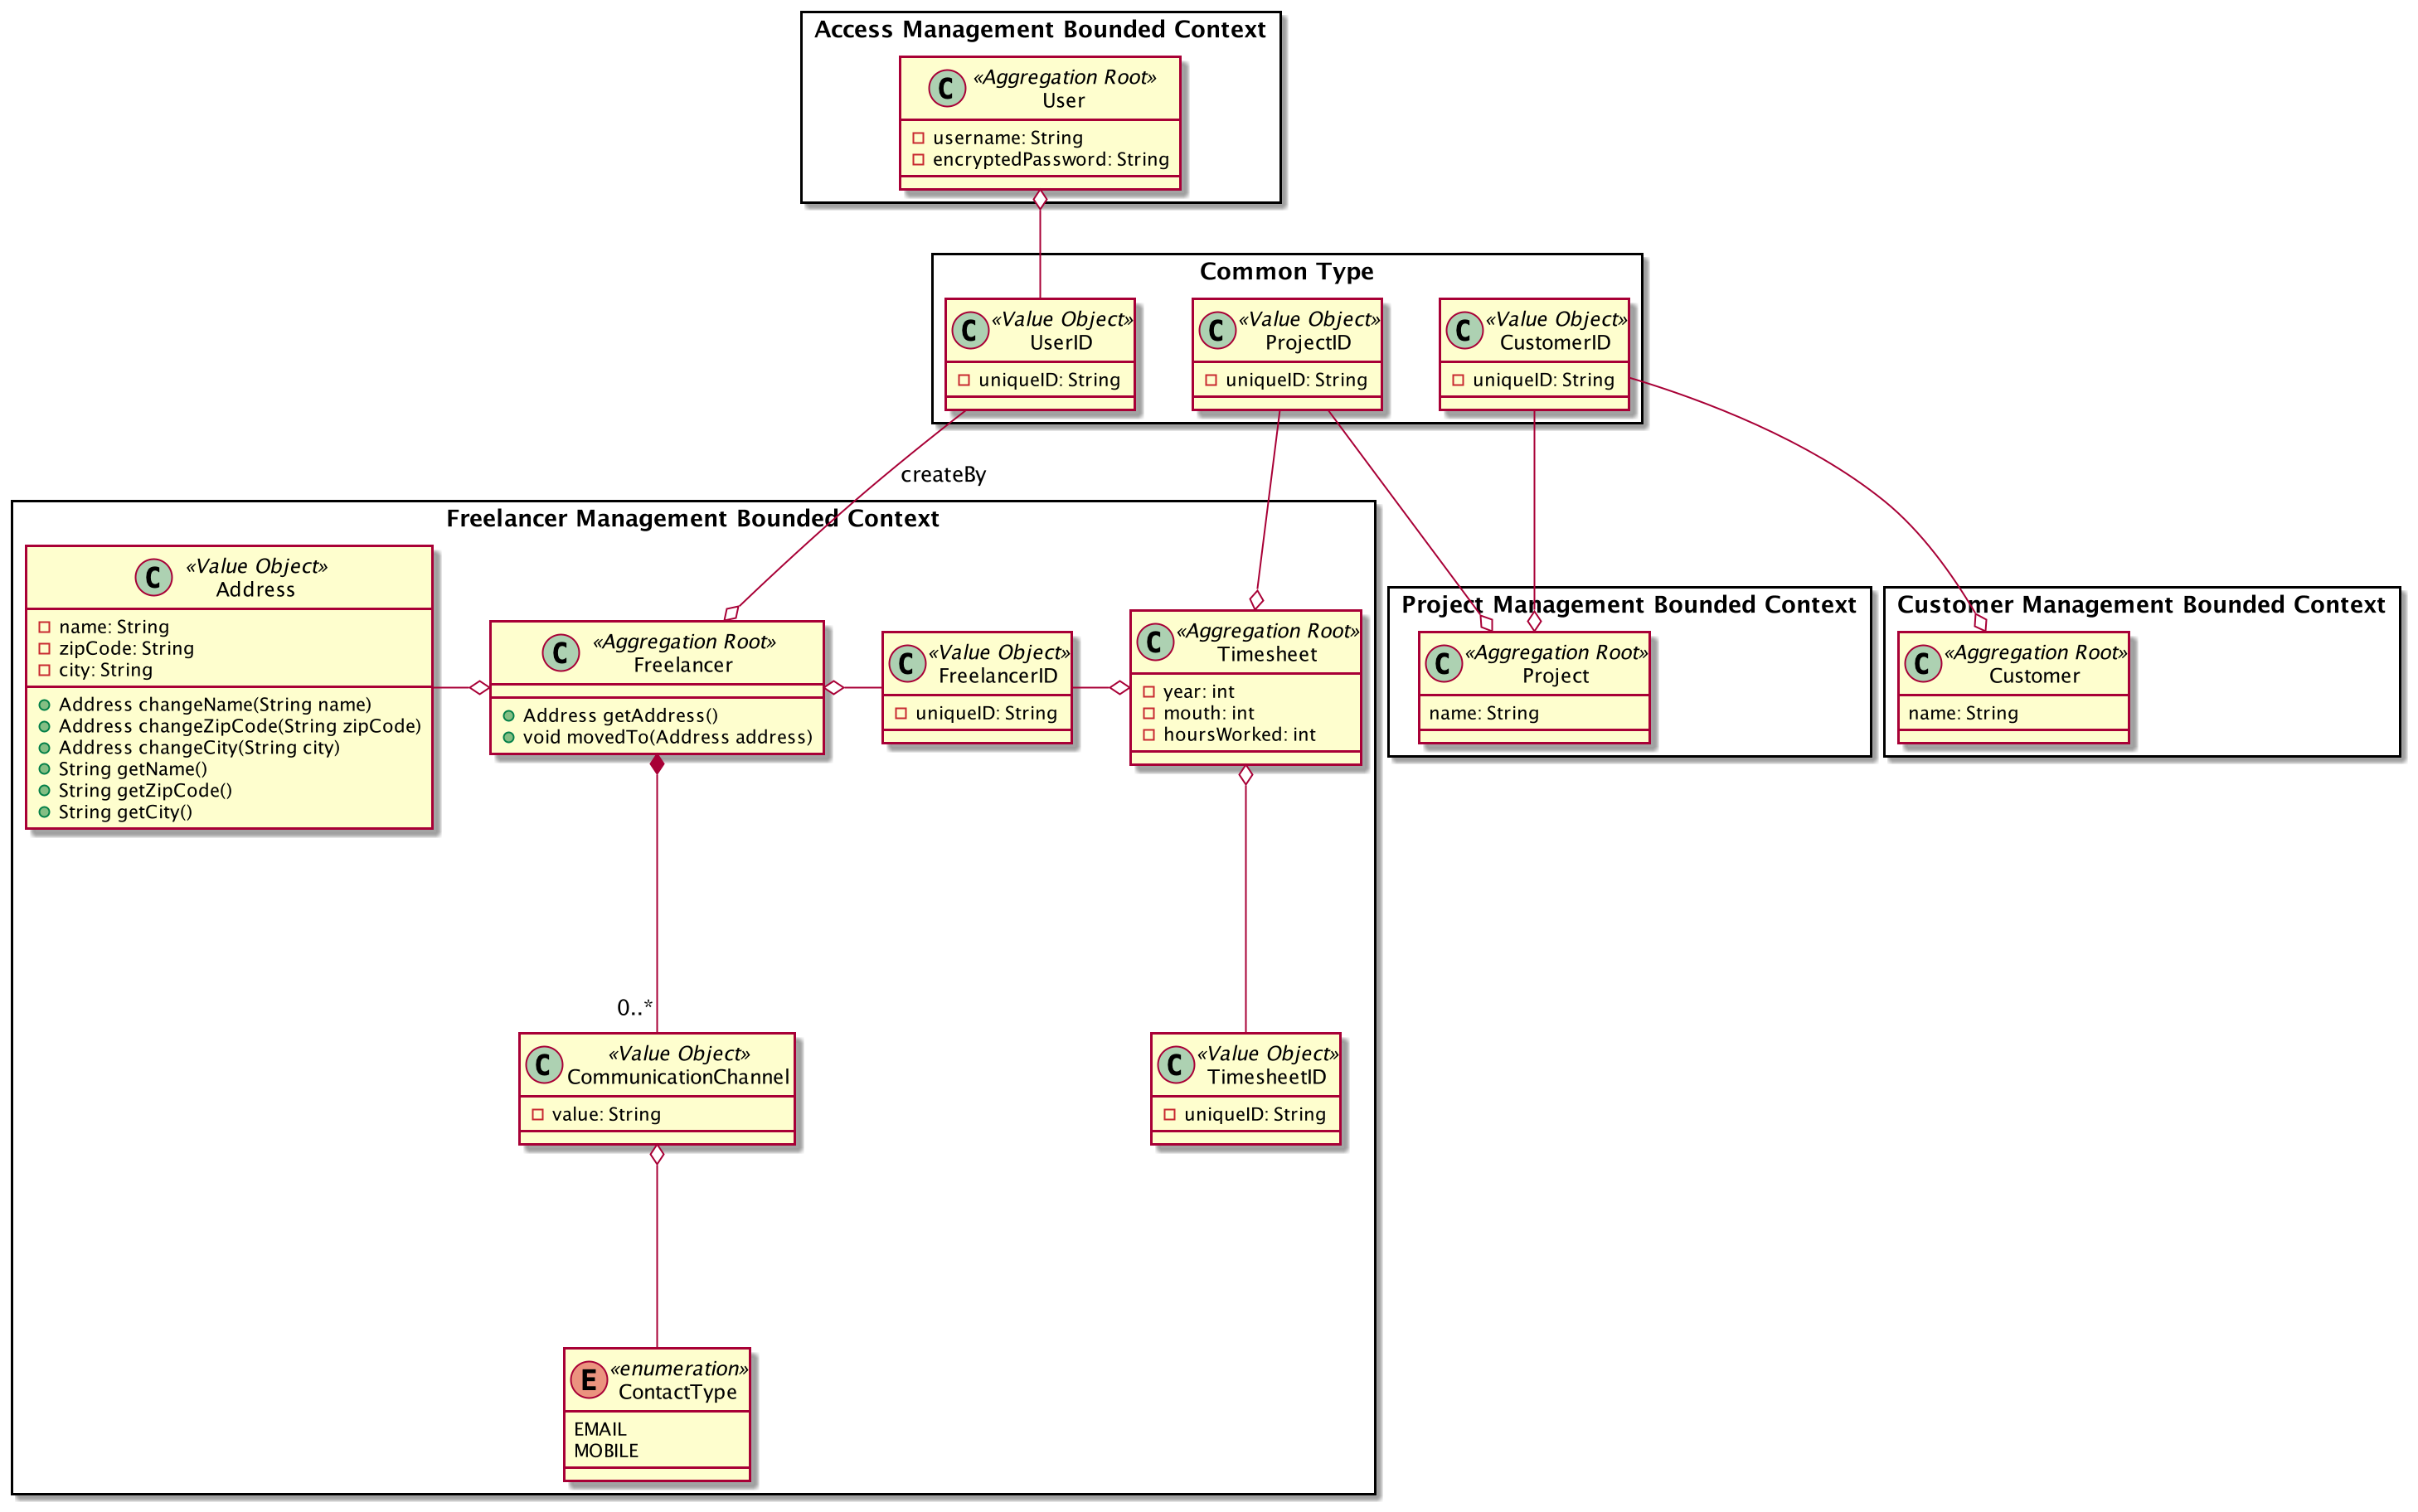 Access Management Bounded Context
C
«Aggregation Root»
User
username: String
encryptedPassword: String
Common Type
C
«Value Object»
UserID
uniqueID: String
C
«Value Object»
ProjectID
uniqueID: String
C
«Value Object»
CustomerID
uniqueID: String
createBy
Freelancer Management Bounded Context
C
«Value Object»
Address
name: String
zipCode: String
city: String
Address changeName(String name)
Address changeZipCode(String zipCode)
Address changeCity(String city)
String getName()
String getZipCode()
String getCity()
C
«Aggregation Root»
Freelancer
Address getAddress()
void movedTo(Address address)
C
«Value Object»
FreelancerID
uniqueID: String
C
«Aggregation Root»
Timesheet
year: int
mouth: int
hoursWorked: int
Project Management Bounded Context
C
«Aggregation Root»
Project
name: String
Customer Management Bounded Context
C
«Aggregation Root»
Customer
name: String
0..*
C
«Value Object»
CommunicationChannel
value: String
C
«Value Object»
TimesheetID
uniqueID: String
E
«enumeration»
ContactType
EMAIL
MOBILE